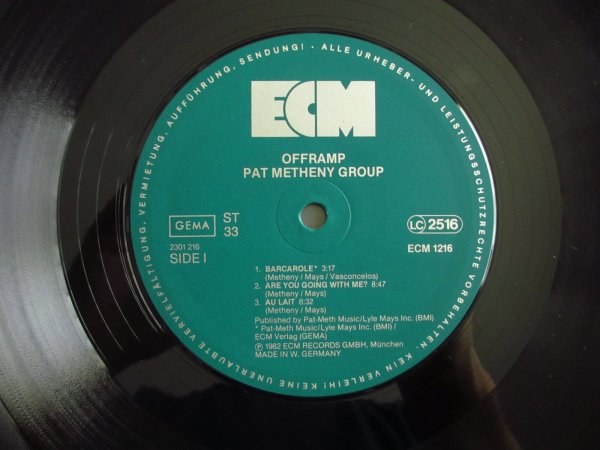 ALLE URHEBER- UND LEISTUNGSSCHUTZRECHTE VORBEHALTEN. KEIN VERLEIH! KEINE UNERLAUBTE VERVIELFÄLTIGUNG, VERMIETUNG, AUFFÜHRUNG, SENDUNG! ·
ECM
OFFRAMP
PAT METHENY GROUP
GEMA
ST
33
LC 2516
2301 216
SIDE I
ECM 1216
1. BARCAROLE* 3:17
(Metheny / Mays / Vasconcelos)
2. ARE YOU GOING WITH ME? 8:47
(Metheny / Mays)
3. AU LAIT 8:32
(Metheny / Mays)
Published by Pat-Meth Music/Lyle Mays Inc. (BMI)
* Pat-Meth Music/Lyle Mays Inc. (BMI) /
ECM Verlag (GEMA)
Ⓟ 1982 ECM RECORDS GMBH, München
MADE IN W. GERMANY